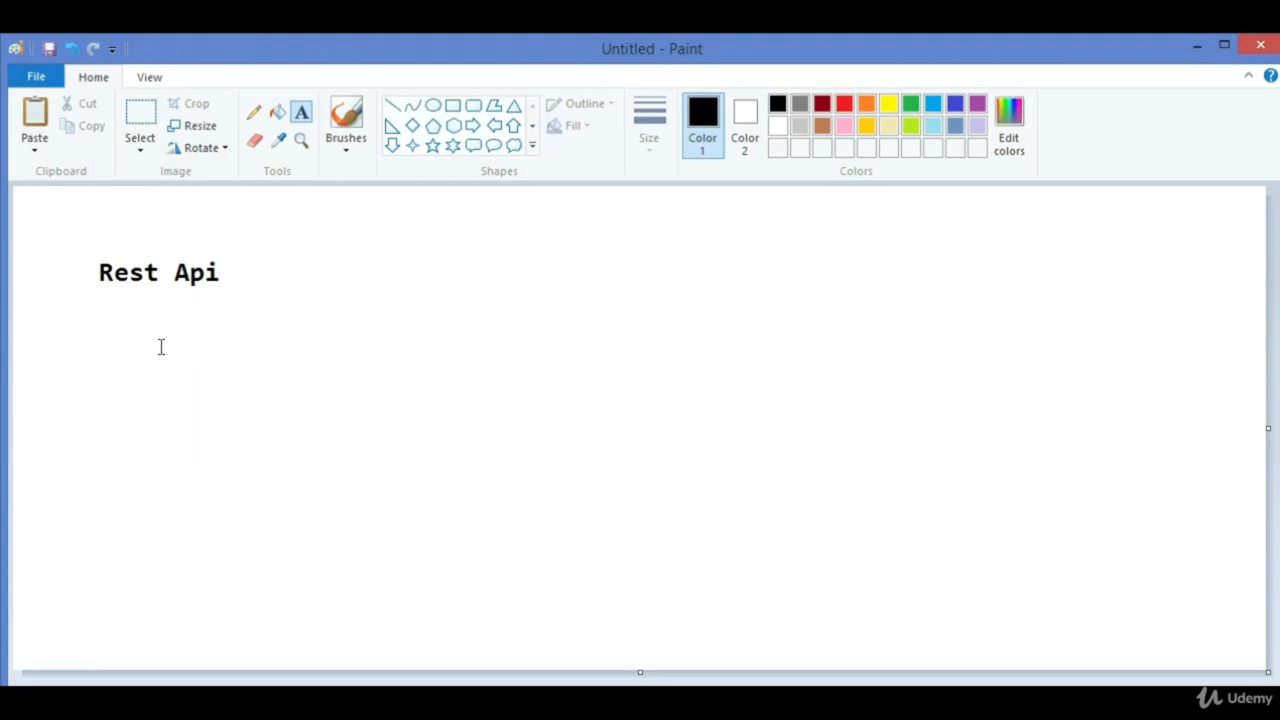 Untitled - Paint
File Home View
Paste Cut Copy Select Crop Resize Rotate A Brushes Outline Fill Size Color 1 Color 2 Edit colors
Clipboard Image Tools Shapes Colors
Rest Api
Udemy